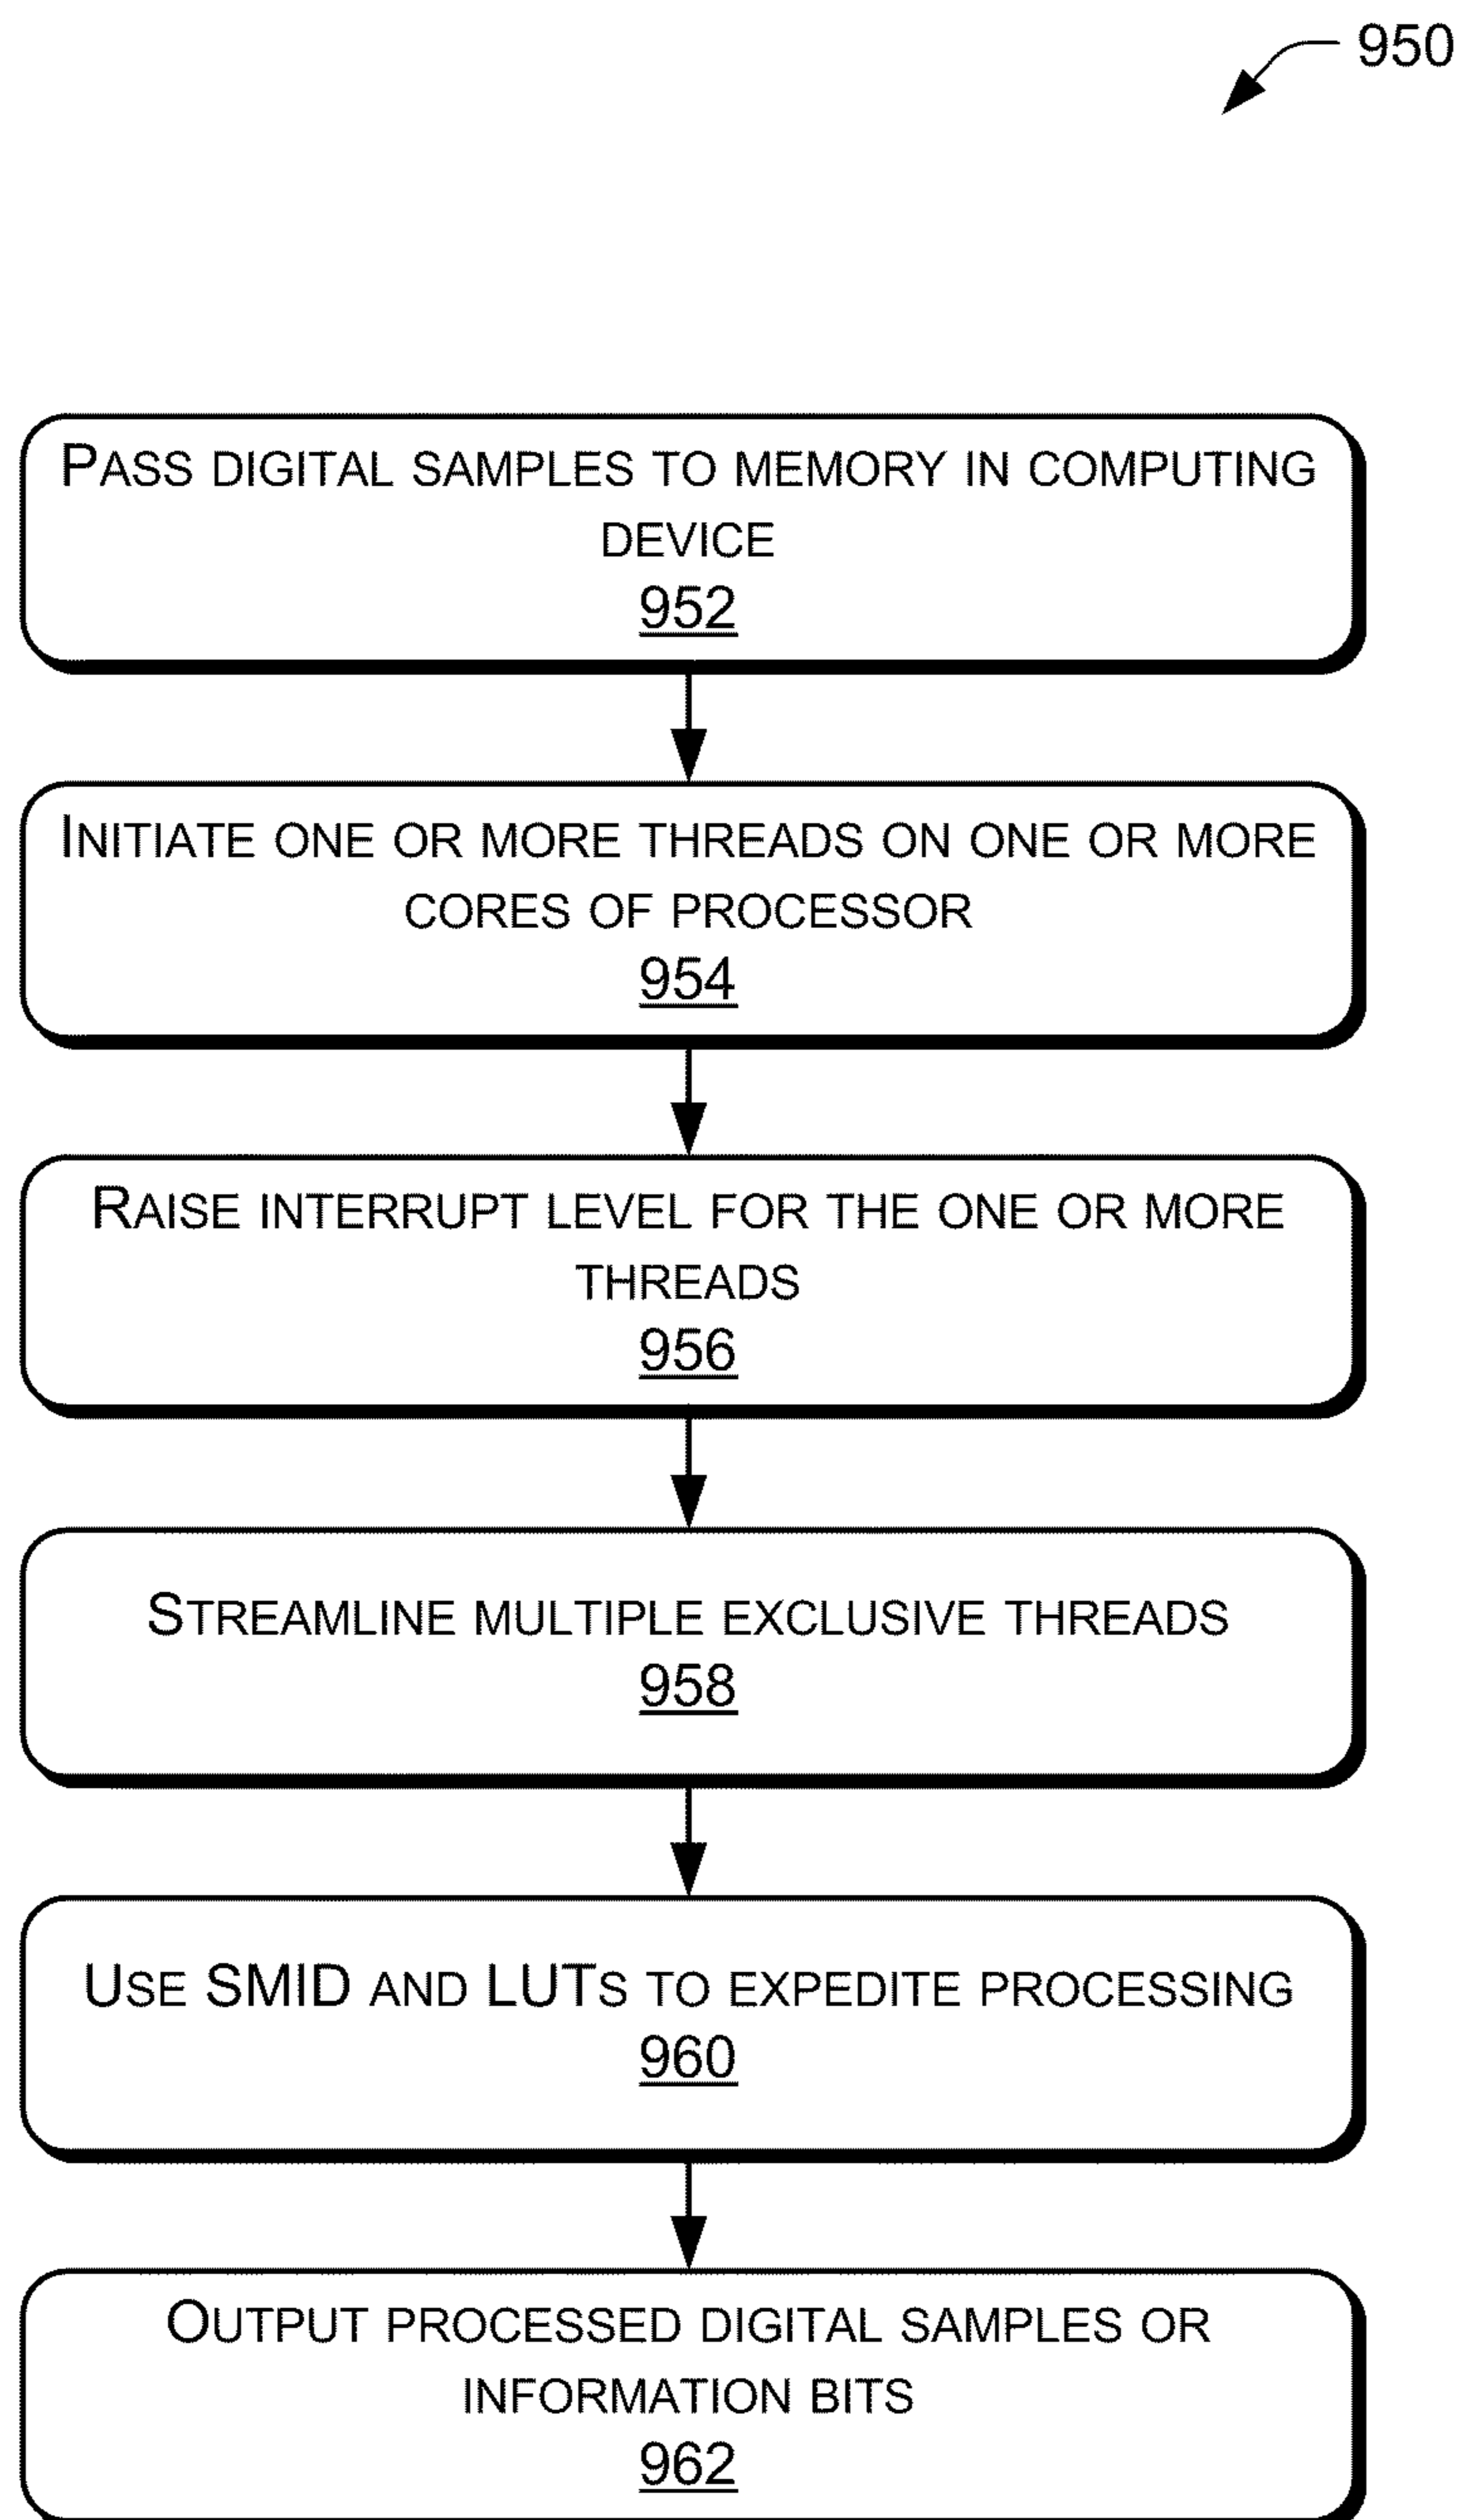 950
PASS DIGITAL SAMPLES TO MEMORY IN COMPUTING
DEVICE
952
INITIATE ONE OR MORE THREADS ON ONE OR MORE
CORES OF PROCESSOR
954
RAISE INTERRUPT LEVEL FOR THE ONE OR MORE
THREADS
956
STREAMLINE MULTIPLE EXCLUSIVE THREADS
958
USE SMID AND LUTS TO EXPEDITE PROCESSING
960
OUTPUT PROCESSED DIGITAL SAMPLES OR
INFORMATION BITS
962